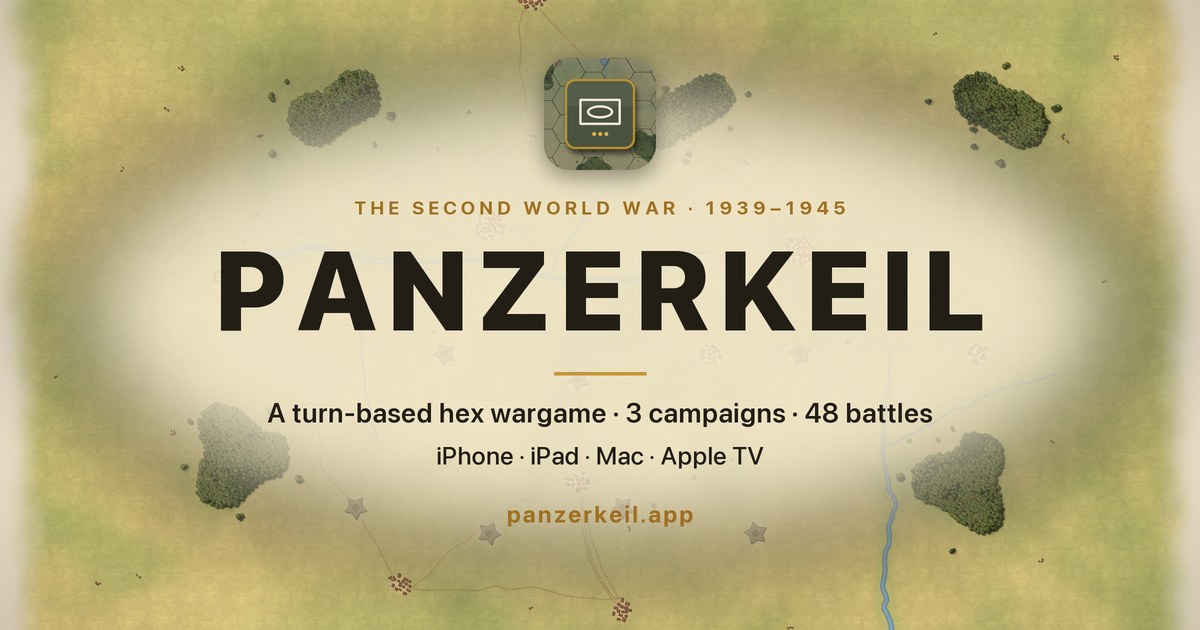 THE SECOND WORLD WAR · 1939–1945
PANZERKEIL
A turn-based hex wargame · 3 campaigns · 48 battles
iPhone · iPad · Mac · Apple TV
panzerkeil.app